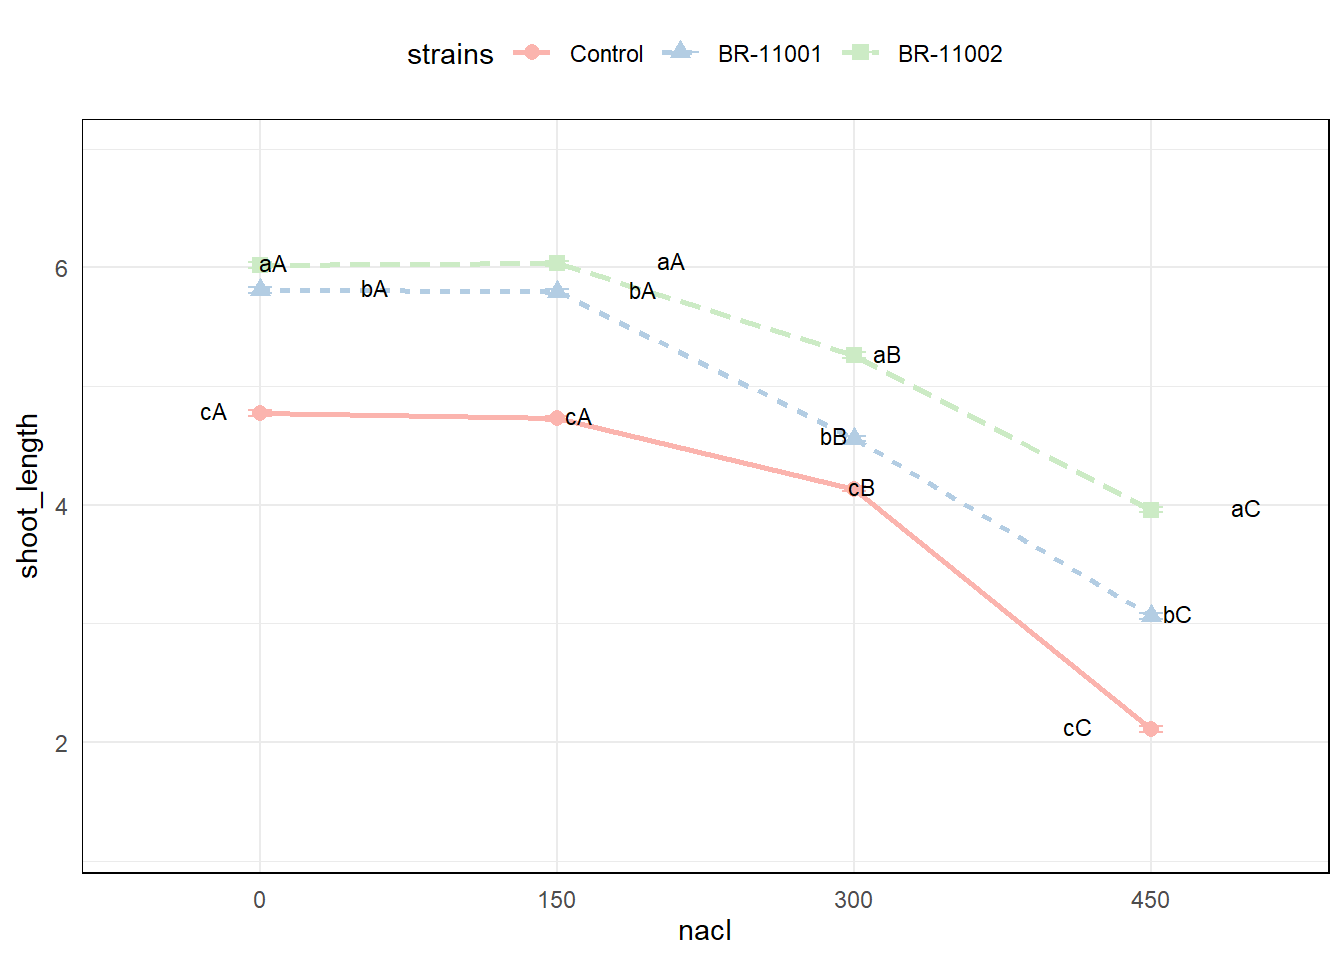 strains Control BR-11001 BR-11002
aA aA
6
bA bA
aB
cA cA
bB
cB
4
aC
bC
cC
2
0 150 300 450
nacl
shoot_length